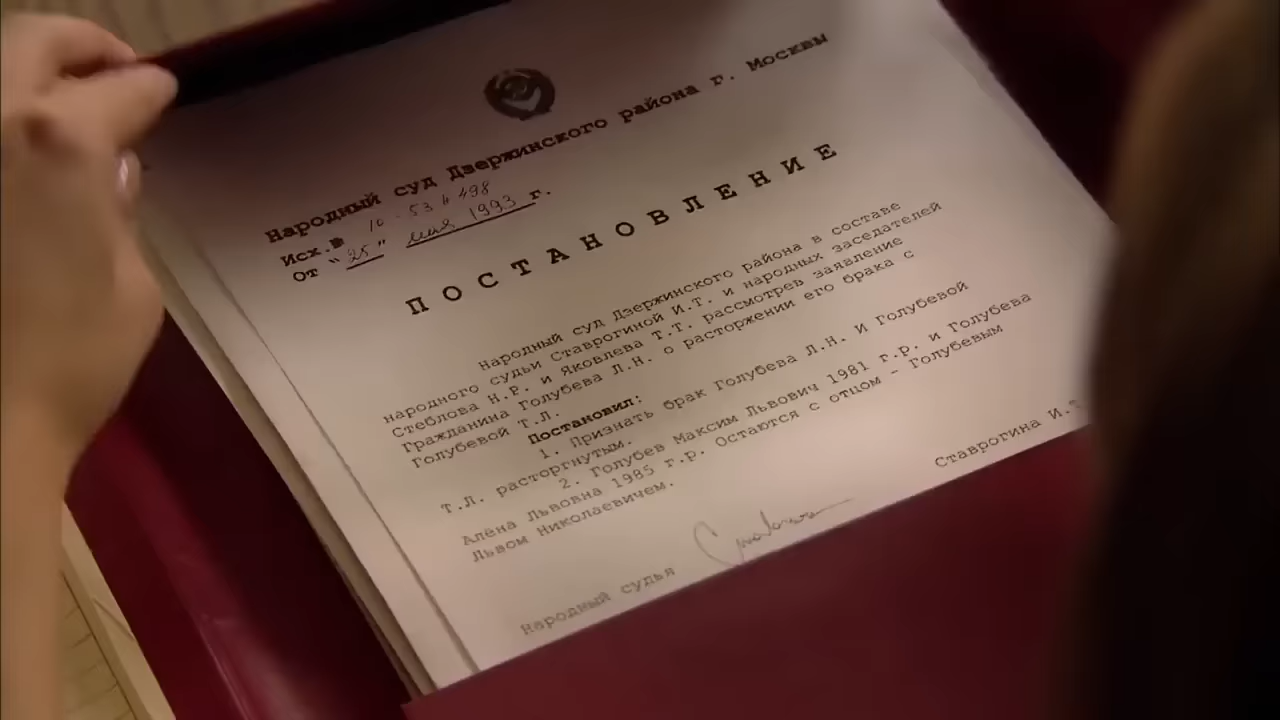 Народный суд Дзержинского района г. Москвы
Исх.№ 10.534498
От "25" мая 1993 г.
ПОСТАНОВЛЕНИЕ
Народный суд Дзержинского района в составе
народного судьи Ставрогиной И.Т. и народных заседателей
Стеблова Н.Р. и Яковлева Т.Т. рассмотрев заявление
Гражданина Голубева Л.Н. о расторжении его брака с
Голубевой Т.Л.
Постановил:
1. Признать брак Голубева Л.Н. И Голубевой
Т.Л. расторгнутым.
2. Голубев Максим Львович 1981 г.р. и Голубева
Алёна Львовна 1985 г.р. Остаются с отцом - Голубевым
Львом Николаевичем.
Народный судья Ставрогина И.Т